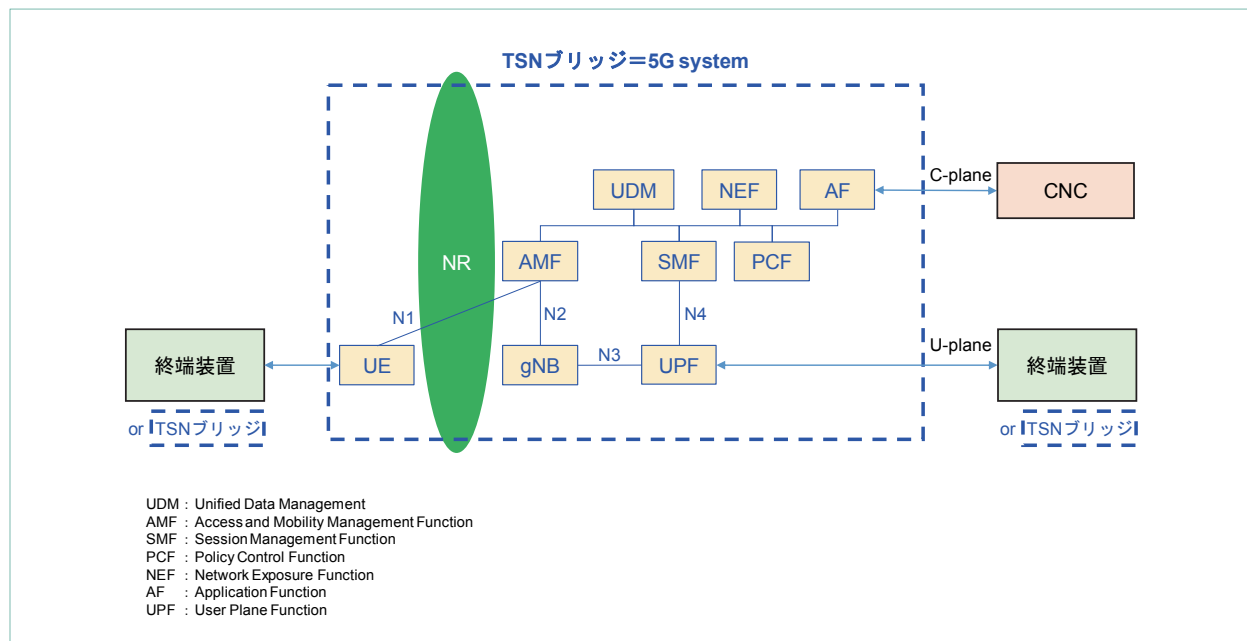 TSNブリッジ＝5G system
UDM
NEF
AF
C-plane
CNC
NR
AMF
SMF
PCF
N1
N2
N4
終端装置
UE
gNB
N3
UPF
U-plane
終端装置
or TSNブリッジ
or TSNブリッジ
UDM : Unified Data Management
AMF : Access and Mobility Management Function
SMF : Session Management Function
PCF : Policy Control Function
NEF : Network Exposure Function
AF : Application Function
UPF : User Plane Function